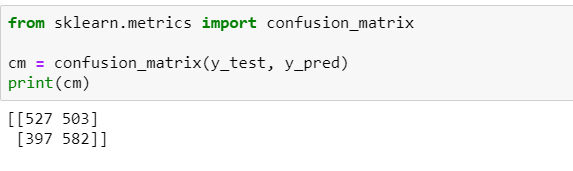 from sklearn.metrics import confusion_matrix
cm = confusion_matrix(y_test, y_pred)
print(cm)
[[527 503]
 [397 582]]